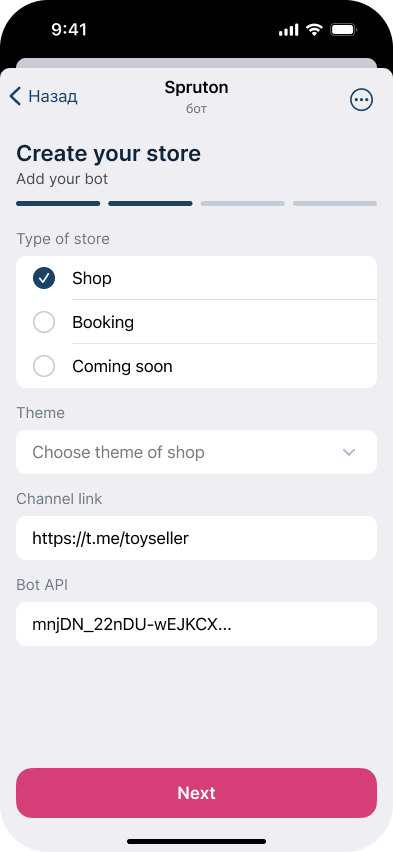 9:41
Назад
Spruton
бот
Create your store
Add your bot
Type of store
Shop
Booking
Coming soon
Theme
Choose theme of shop
Channel link
https://t.me/toyseller
Bot API
mnjDN_22nDU-wEJKCX...
Next